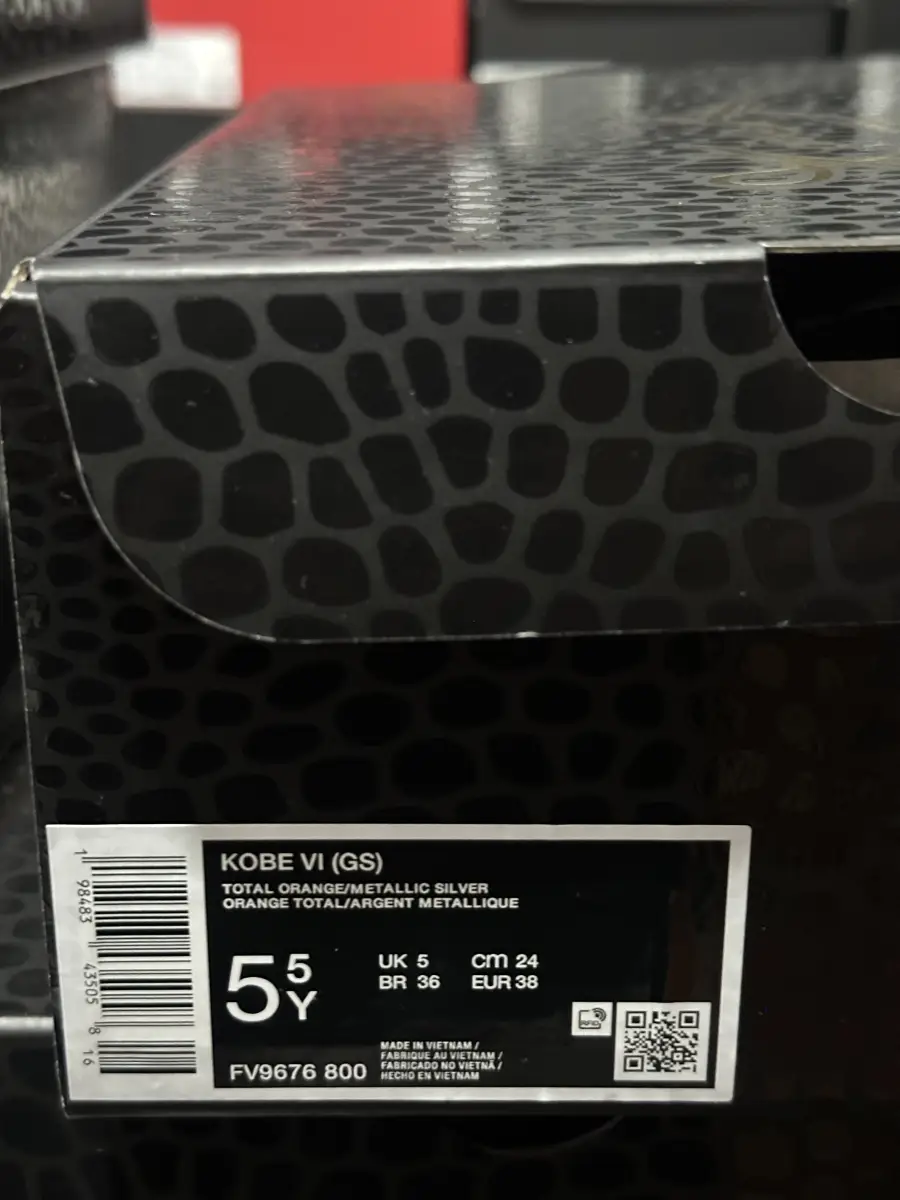 KOBE VI (GS)
TOTAL ORANGE/METALLIC SILVER
ORANGE TOTAL/ARGENT METALLIQUE
5 5 Y
UK 5 CM 24
BR 36 EUR 38
FV9676 800
MADE IN VIETNAM /
FABRIQUE AU VIETNAM /
FABRICADO NO VIETNÃ /
HECHO EN VIETNAM
RFID
1 98483 43505 8 16